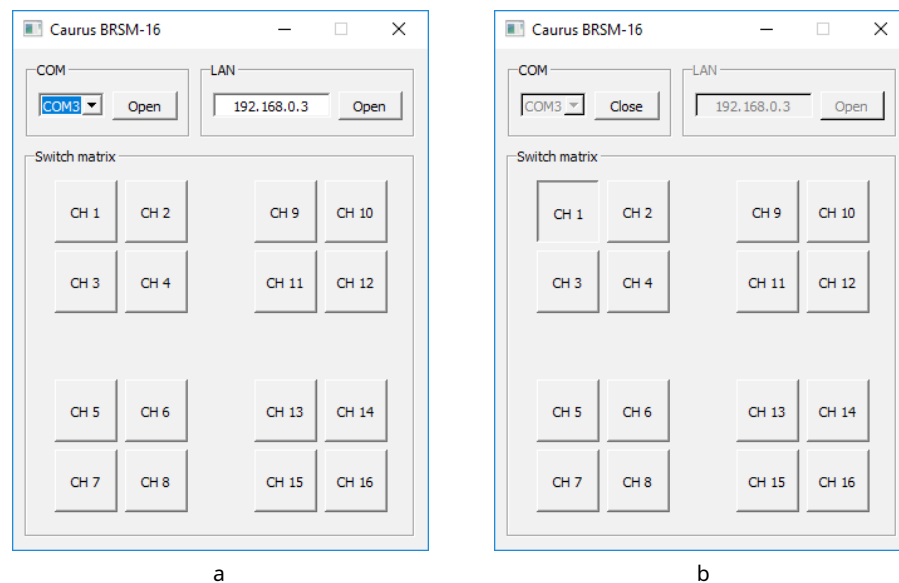 Caurus BRSM-16
COM
LAN
COM3
Open
192.168.0.3
Open
Switch matrix
CH 1 CH 2 CH 9 CH 10
CH 3 CH 4 CH 11 CH 12
CH 5 CH 6 CH 13 CH 14
CH 7 CH 8 CH 15 CH 16
a
Caurus BRSM-16
COM
LAN
COM3
Close
192.168.0.3
Open
Switch matrix
CH 1 CH 2 CH 9 CH 10
CH 3 CH 4 CH 11 CH 12
CH 5 CH 6 CH 13 CH 14
CH 7 CH 8 CH 15 CH 16
b